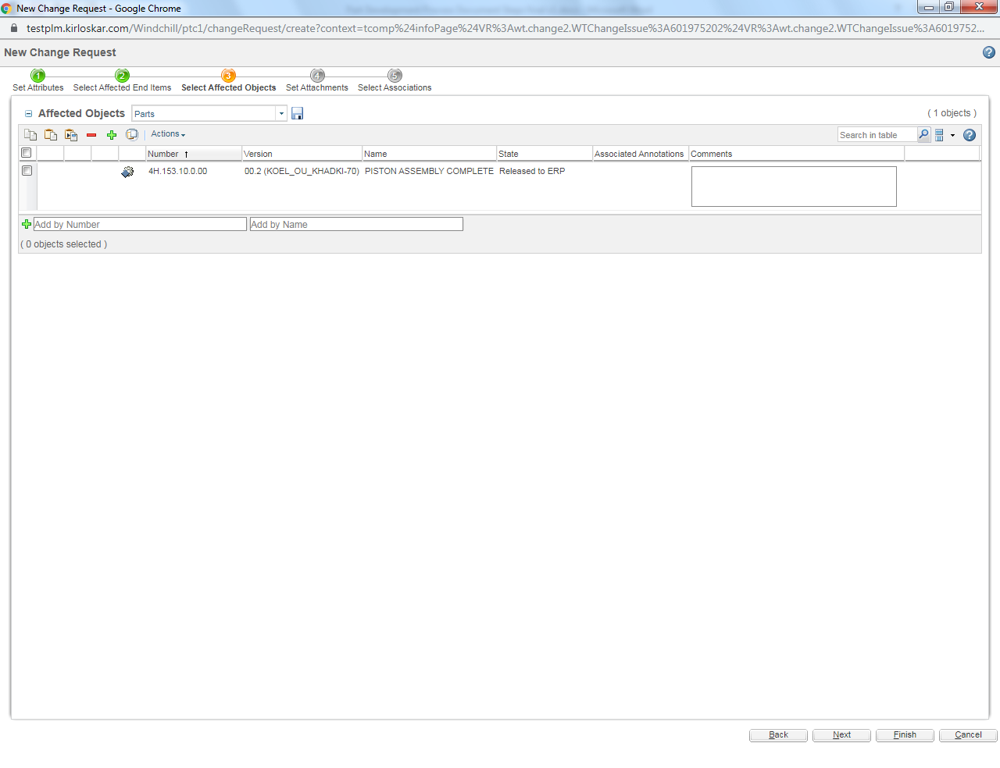 New Change Request - Google Chrome
testplm.kirloskar.com/Windchill/ptc1/changeRequest/create?context=tcomp%24infoPage%24VR%3Awt.change2.WTChangeIssue%3A601975202%24VR%3Awt.change2.WTChangeIssue%3A6019752...
New Change Request
1 2 3 4 5
Set Attributes Select Affected End Items Select Affected Objects Set Attachments Select Associations
Affected Objects Parts ( 1 objects )
Actions Search in table
Number Version Name State Associated Annotations Comments
4H.153.10.0.00 00.2 (KOEL_OU_KHADKI-70) PISTON ASSEMBLY COMPLETE Released to ERP
Add by Number Add by Name
( 0 objects selected )
Back Next Finish Cancel